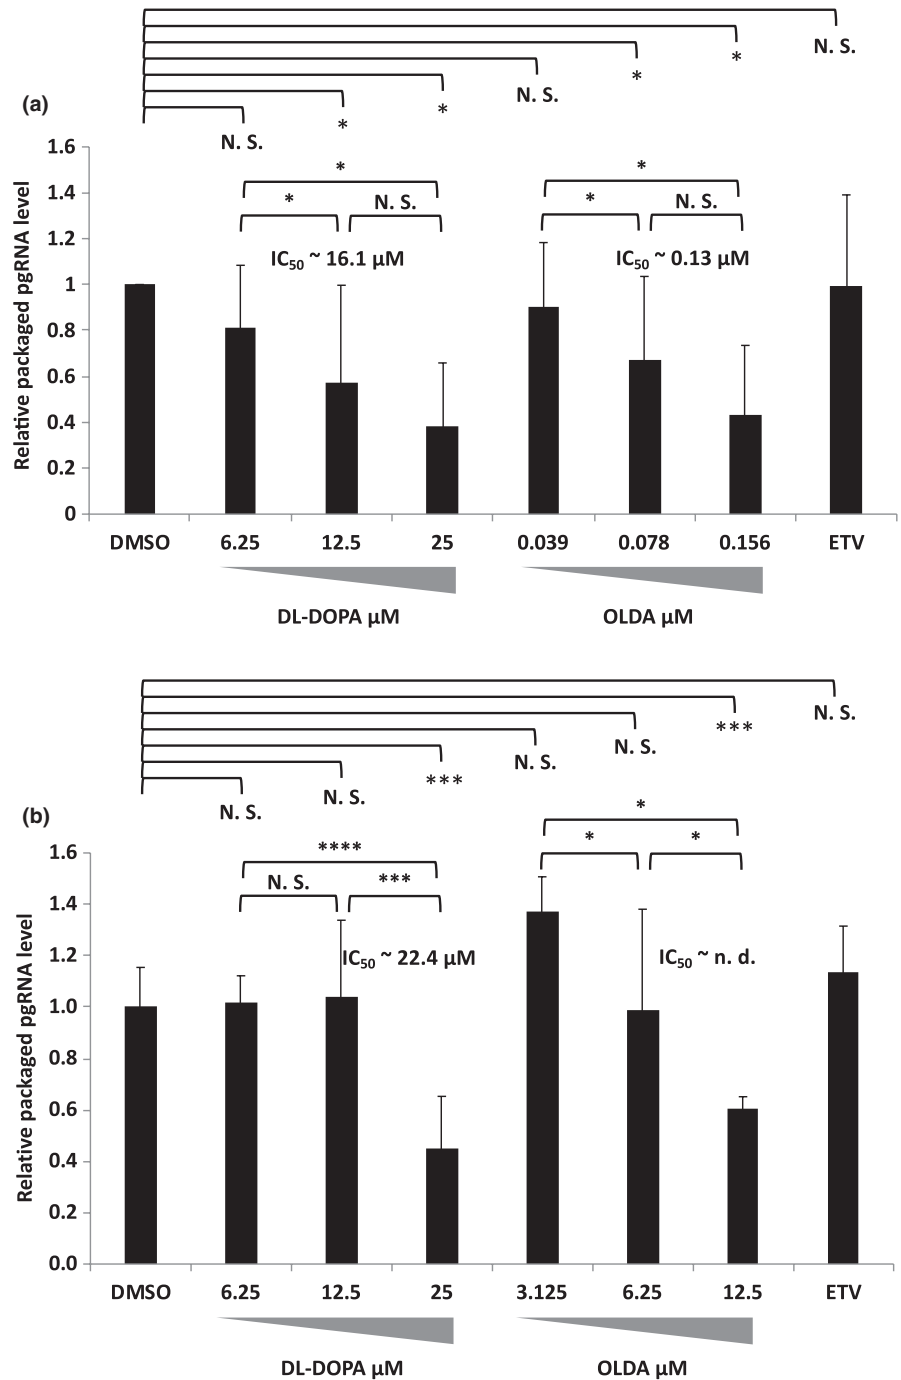 N. S.
*
*
N. S.
*
*
N. S.
(a)
1.6
1.4
1.2
1
0.8
0.6
0.4
0.2
0
Relative packaged pgRNA level
*
*
N. S.
IC50 ~ 16.1 µM
*
*
N. S.
IC50 ~ 0.13 µM
DMSO 6.25 12.5 25 0.039 0.078 0.156 ETV
DL-DOPA µM OLDA µM
N. S.
***
N. S.
N. S.
***
N. S.
N. S.
(b)
1.6
1.4
1.2
1.0
0.8
0.6
0.4
0.2
0.0
Relative packaged pgRNA level
****
N. S.
***
IC50 ~ 22.4 µM
*
*
*
IC50 ~ n. d.
DMSO 6.25 12.5 25 3.125 6.25 12.5 ETV
DL-DOPA µM OLDA µM